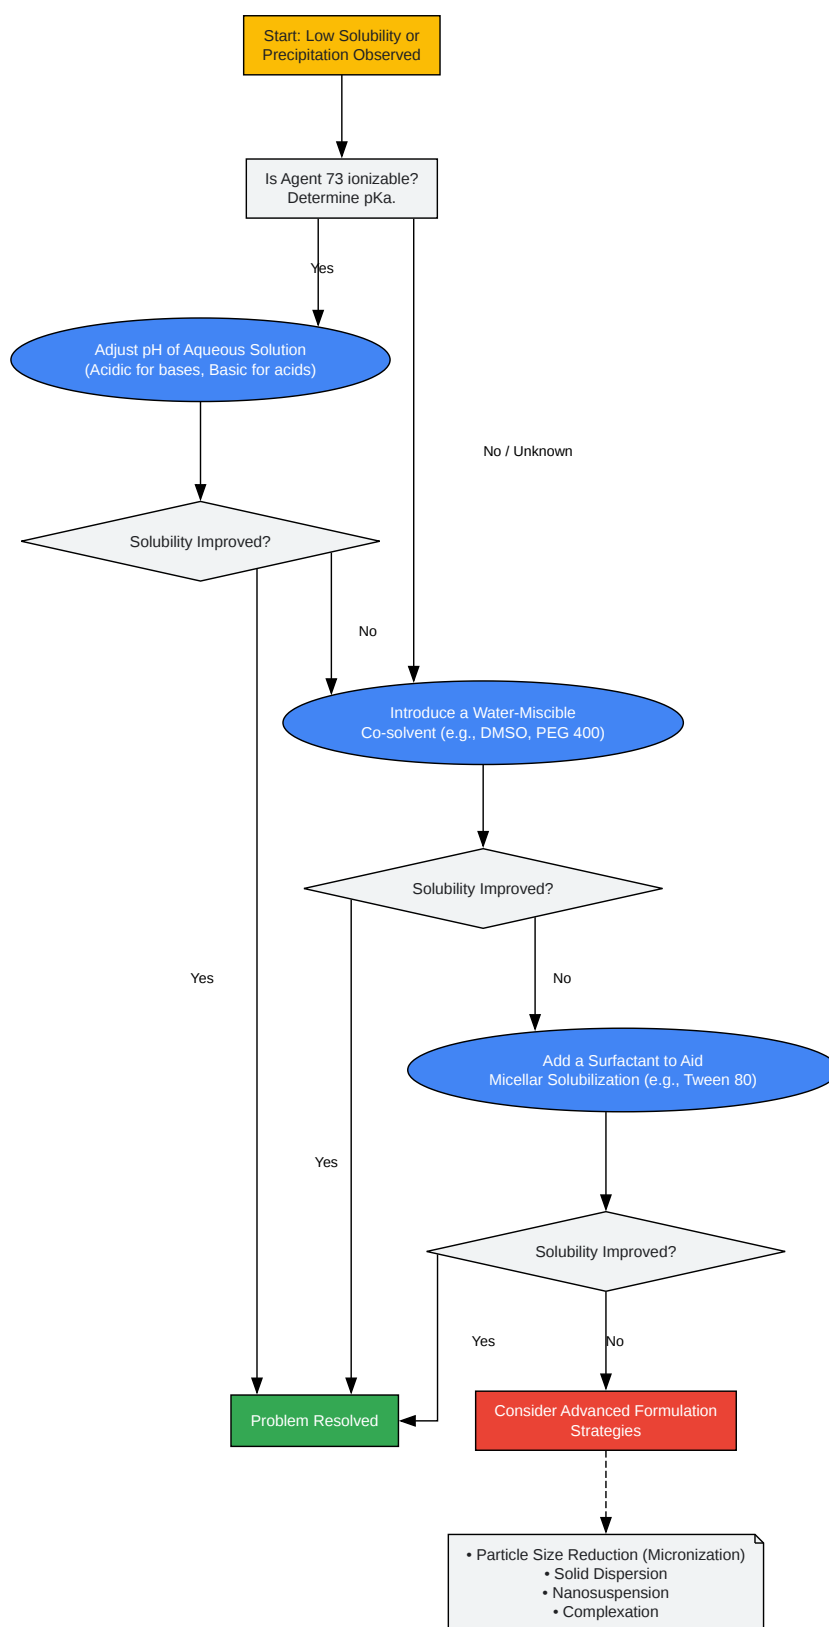 Start: Low Solubility or
Precipitation Observed
Is Agent 73 ionizable?
Determine pKa.
Yes
Adjust pH of Aqueous Solution
(Acidic for bases, Basic for acids)
No / Unknown
Solubility Improved?
No
Introduce a Water-Miscible
Co-solvent (e.g., DMSO, PEG 400)
Solubility Improved?
Yes
No
Add a Surfactant to Aid
Micellar Solubilization (e.g., Tween 80)
Yes
Solubility Improved?
Yes
No
Problem Resolved
Consider Advanced Formulation
Strategies
• Particle Size Reduction (Micronization)
• Solid Dispersion
• Nanosuspension
• Complexation